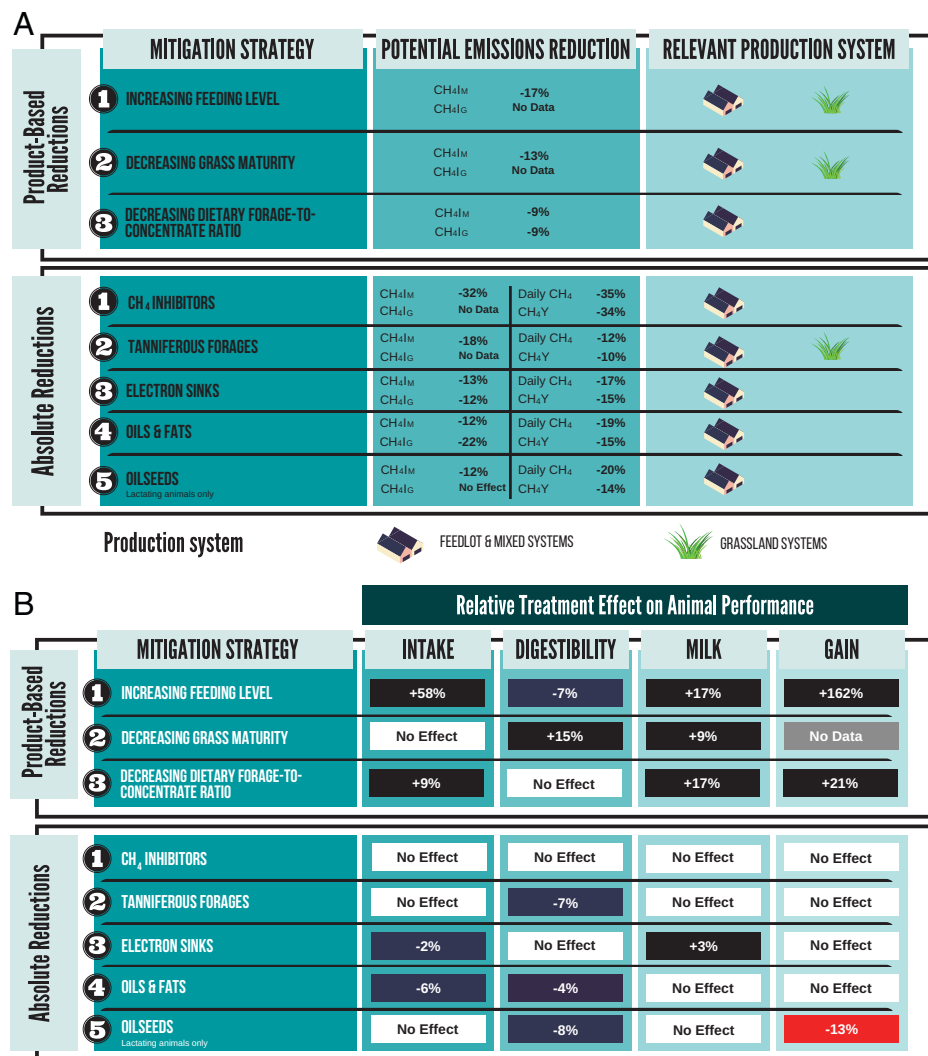 A
MITIGATION STRATEGY POTENTIAL EMISSIONS REDUCTION RELEVANT PRODUCTION SYSTEM
Product-Based
Reductions
1 INCREASING FEEDING LEVEL
CH4IM -17%
CH4IG No Data
2 DECREASING GRASS MATURITY
CH4IM -13%
CH4IG No Data
3 DECREASING DIETARY FORAGE-TO-
CONCENTRATE RATIO
CH4IM -9%
CH4IG -9%
Absolute Reductions
1 CH4 INHIBITORS
CH4IM -32% Daily CH4 -35%
CH4IG No Data CH4Y -34%
2 TANNIFEROUS FORAGES
CH4IM -18% Daily CH4 -12%
CH4IG No Data CH4Y -10%
3 ELECTRON SINKS
CH4IM -13% Daily CH4 -17%
CH4IG -12% CH4Y -15%
4 OILS & FATS
CH4IM -12% Daily CH4 -19%
CH4IG -22% CH4Y -15%
5 OILSEEDS
Lactating animals only
CH4IM -12% Daily CH4 -20%
CH4IG No Effect CH4Y -14%
Production system FEEDLOT & MIXED SYSTEMS GRASSLAND SYSTEMS
B
Relative Treatment Effect on Animal Performance
MITIGATION STRATEGY INTAKE DIGESTIBILITY MILK GAIN
Product-Based
Reductions
1 INCREASING FEEDING LEVEL +58% -7% +17% +162%
2 DECREASING GRASS MATURITY No Effect +15% +9% No Data
3 DECREASING DIETARY FORAGE-TO-
CONCENTRATE RATIO +9% No Effect +17% +21%
Absolute Reductions
1 CH4 INHIBITORS No Effect No Effect No Effect No Effect
2 TANNIFEROUS FORAGES No Effect -7% No Effect No Effect
3 ELECTRON SINKS -2% No Effect +3% No Effect
4 OILS & FATS -6% -4% No Effect No Effect
5 OILSEEDS No Effect -8% No Effect -13%
Lactating animals only